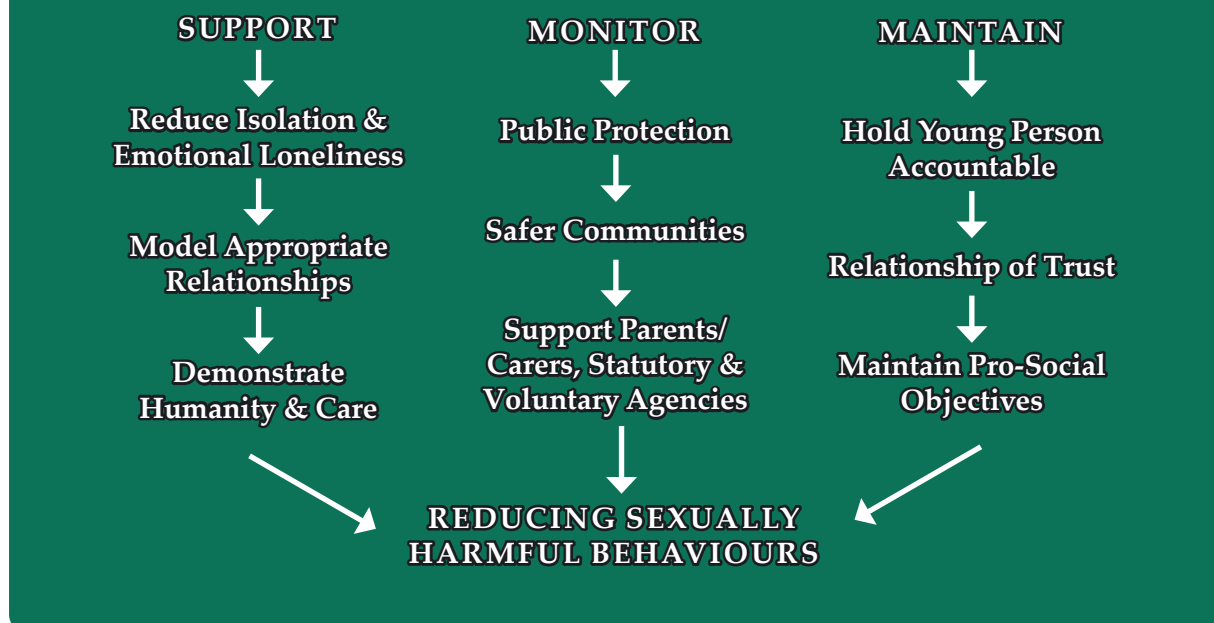 SUPPORT
Reduce Isolation &
Emotional Loneliness
Model Appropriate
Relationships
Demonstrate
Humanity & Care
MONITOR
Public Protection
Safer Communities
Support Parents/
Carers, Statutory &
Voluntary Agencies
MAINTAIN
Hold Young Person
Accountable
Relationship of Trust
Maintain Pro-Social
Objectives
REDUCING SEXUALLY
HARMFUL BEHAVIOURS